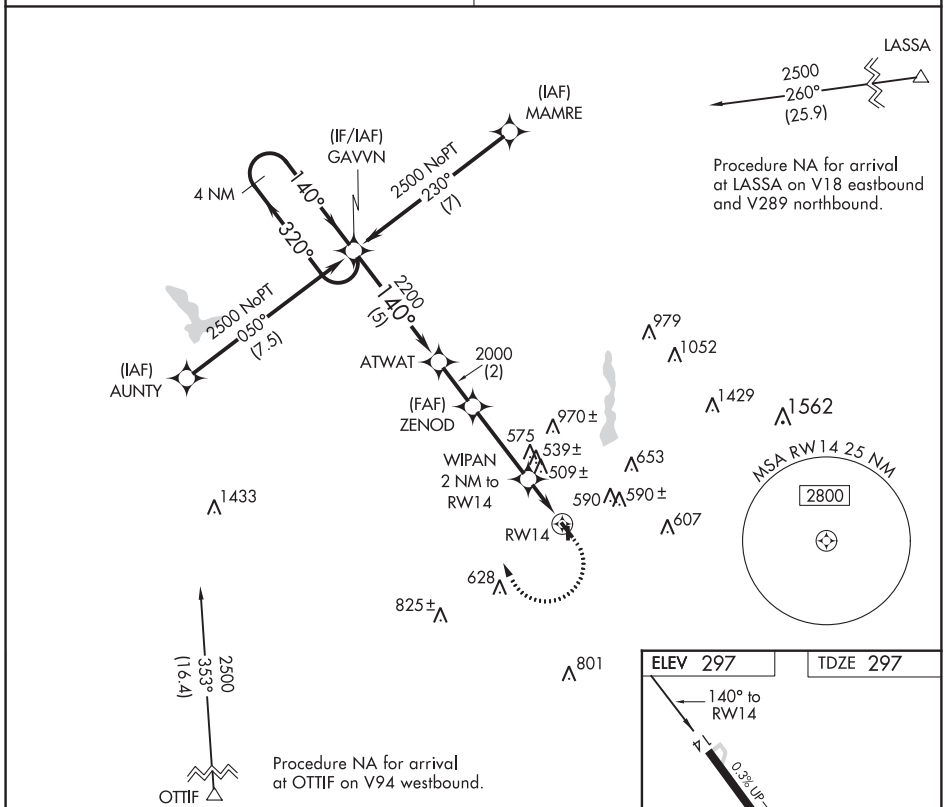 LASSA
2500
260°
(25.9)
(IAF)
MAMRE
(IF/IAF)
GAVVN
2500 NoPT
230°
(7)
4 NM
140°
320°
Procedure NA for arrival
at LASSA on V18 eastbound
and V289 northbound.
2500 NoPT
050°
(7.5)
2200
140°
(5)
(IAF)
AUNTY
ATWAT
2000
(2)
(FAF)
ZENOD
979
1052
1429
1562
970±
575
539±
509±
653
WIPAN
2 NM to
RW14
590
590±
607
1433
RW14
MSA RW14 25 NM
2800
628
825±
801
2500
353°
(16.4)
OTTIF
Procedure NA for arrival
at OTTIF on V94 westbound.
ELEV 297
TDZE 297
140° to
RW14
14
0.3% UP